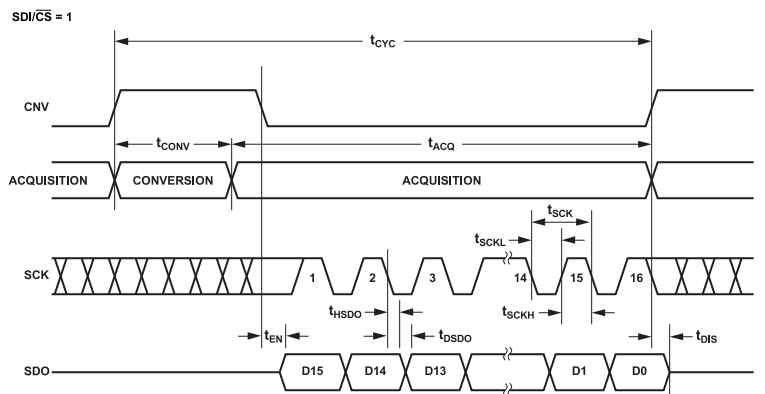 SDI/CS = 1
tCYC
CNV
tCONV
tACQ
ACQUISITION
CONVERSION
ACQUISITION
tSCK
tSCKL
SCK
1
2
3
14
15
16
tHSDO
tSCKH
tEN
tDSDO
tDIS
SDO
D15
D14
D13
D1
D0